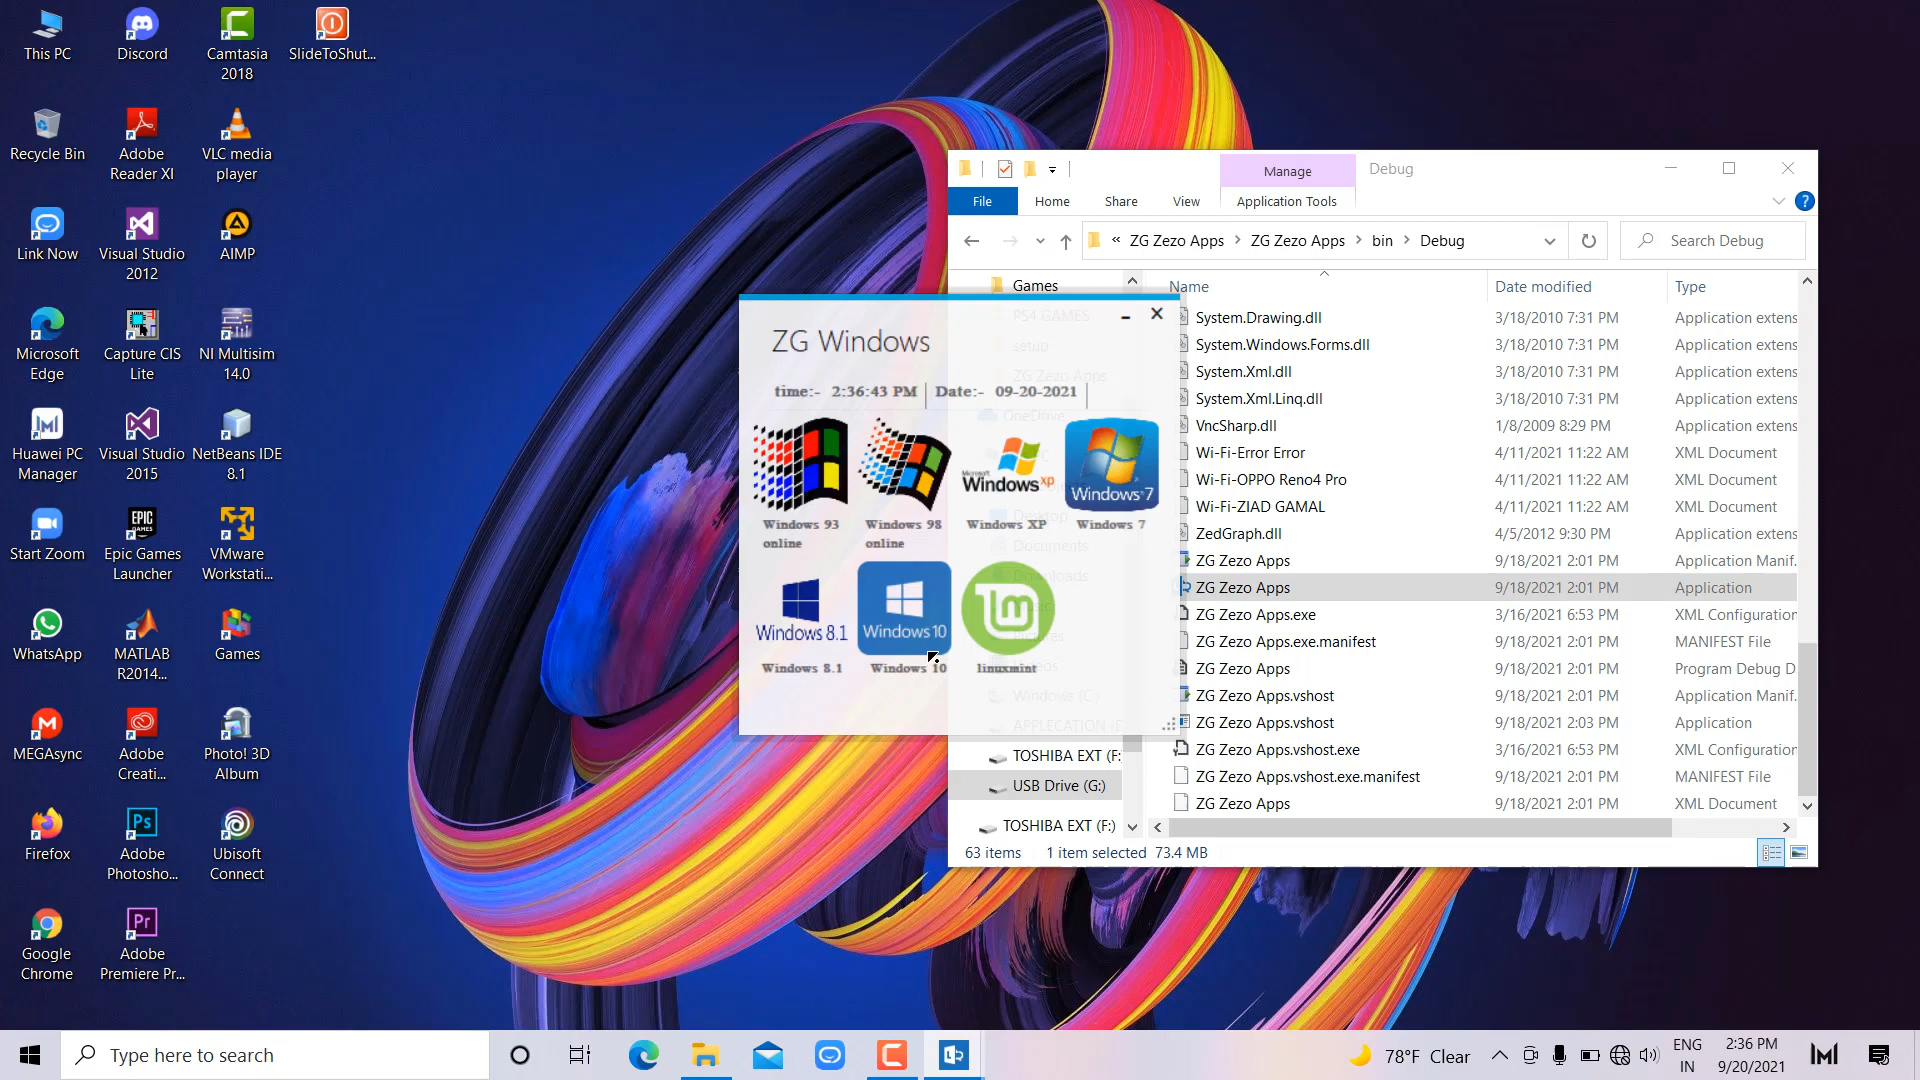 This PC
Discord
Camtasia
2018
SlideToShut...
Recycle Bin
Adobe
Reader XI
VLC media
player
Link Now
Visual Studio
2012
AIMP
Microsoft
Edge
Capture CIS
Lite
NI Multisim
14.0
Huawei PC
Manager
Visual Studio
2015
NetBeans IDE
8.1
Start Zoom
Epic Games
Launcher
VMware
Workstati...
WhatsApp
MATLAB
R2014...
Games
MEGAsync
Adobe
Creati...
Photo! 3D
Album
Firefox
Adobe
Photosho...
Ubisoft
Connect
Google
Chrome
Adobe
Premiere Pr...
Manage
Debug
File
Home
Share
View
Application Tools
« ZG Zezo Apps > ZG Zezo Apps > bin > Debug
Search Debug
Games
PS4 GAMES
setup
ZG Zezo Apps
OneDrive
Desktop
Documents
Downloads
Pictures
Windows (C:)
TOSHIBA EXT (F:
USB Drive (G:)
TOSHIBA EXT (F:)
Name
Date modified
Type
System.Drawing.dll 3/18/2010 7:31 PM Application extens
System.Windows.Forms.dll 3/18/2010 7:31 PM Application extens
System.Xml.dll 3/18/2010 7:31 PM Application extens
System.Xml.Linq.dll 3/18/2010 7:31 PM Application extens
VncSharp.dll 1/8/2009 8:29 PM Application extens
Wi-Fi-Error Error 4/11/2021 11:22 AM XML Document
Wi-Fi-OPPO Reno4 Pro 4/11/2021 11:22 AM XML Document
Wi-Fi-ZIAD GAMAL 4/11/2021 11:22 AM XML Document
ZedGraph.dll 4/5/2012 9:30 PM Application extens
ZG Zezo Apps 9/18/2021 2:01 PM Application Manif.
ZG Zezo Apps 9/18/2021 2:01 PM Application
ZG Zezo Apps.exe 3/16/2021 6:53 PM XML Configuration
ZG Zezo Apps.exe.manifest 9/18/2021 2:01 PM MANIFEST File
ZG Zezo Apps 9/18/2021 2:01 PM Program Debug D
ZG Zezo Apps.vshost 9/18/2021 2:01 PM Application Manif.
ZG Zezo Apps.vshost 9/18/2021 2:03 PM Application
ZG Zezo Apps.vshost.exe 3/16/2021 6:53 PM XML Configuration
ZG Zezo Apps.vshost.exe.manifest 9/18/2021 2:01 PM MANIFEST File
ZG Zezo Apps 9/18/2021 2:01 PM XML Document
63 items 1 item selected 73.4 MB
ZG Windows
time:- 2:36:43 PM Date:- 09-20-2021
Microsoft
Windows xp
Windows 7
Windows 93
online
Windows 98
online
Windows XP
Windows 7
Windows 8.1
Windows 10
Windows 8.1
Windows 10
linuxmint
Type here to search
78°F Clear
ENG
IN
2:36 PM
9/20/2021